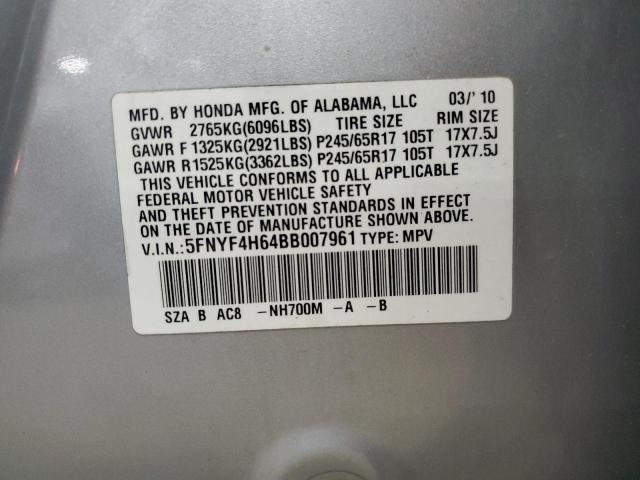 MFD. BY HONDA MFG. OF ALABAMA, LLC 03/'10
GVWR 2765KG(6096LBS) TIRE SIZE RIM SIZE
GAWR F 1325KG(2921LBS) P245/65R17 105T 17X7.5J
GAWR R 1525KG(3362LBS) P245/65R17 105T 17X7.5J
THIS VEHICLE CONFORMS TO ALL APPLICABLE
FEDERAL MOTOR VEHICLE SAFETY
AND THEFT PREVENTION STANDARDS IN EFFECT
ON THE DATE OF MANUFACTURE SHOWN ABOVE.
V.I.N.: 5FNYF4H64BB007961 TYPE: MPV
SZA B AC8 -NH700M -A -B